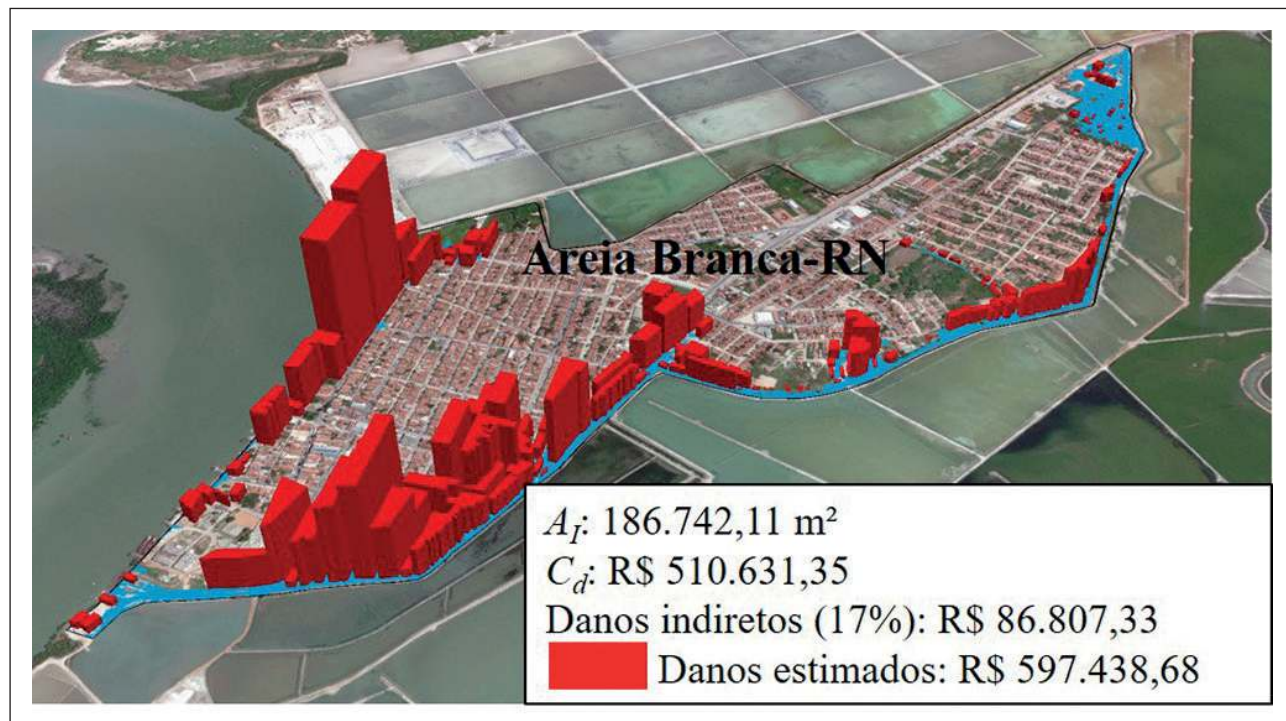 Areia Branca-RN
A_I: 186.742,11 m²
C_d: R$ 510.631,35
Danos indiretos (17%): R$ 86.807,33
Danos estimados: R$ 597.438,68